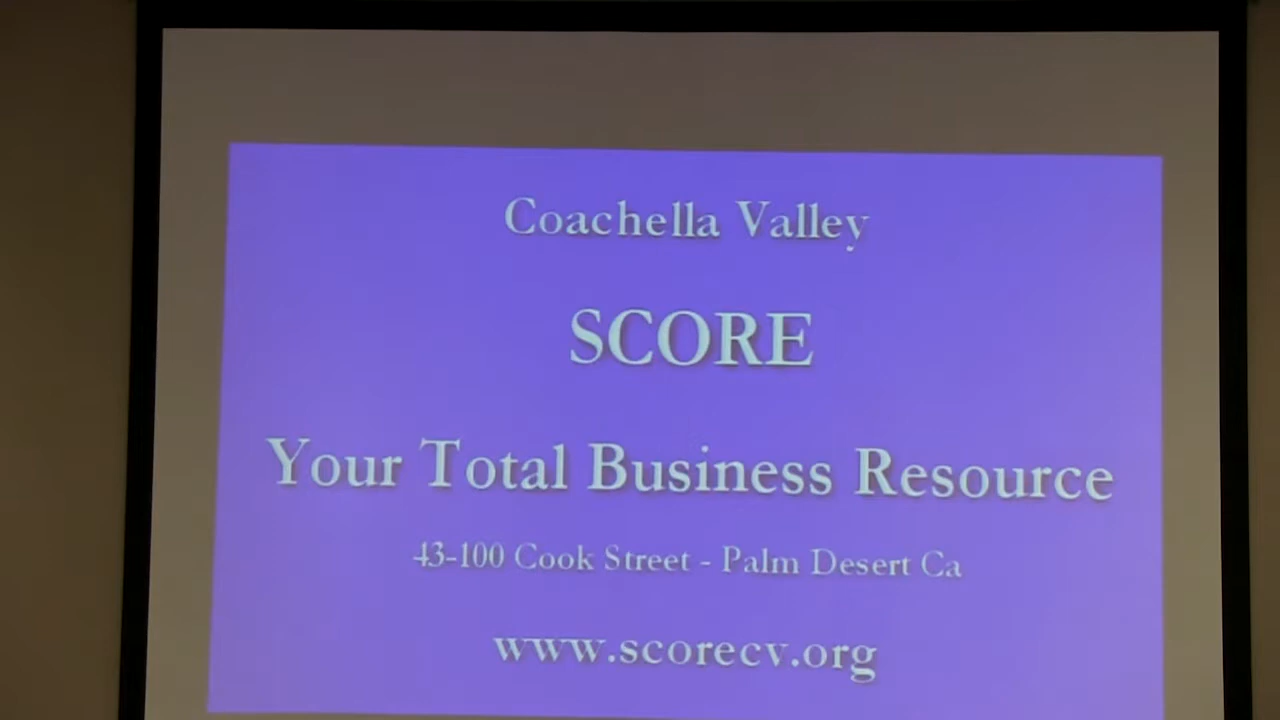 Coachella Valley
SCORE
Your Total Business Resource
43-100 Cook Street - Palm Desert Ca
www.scorecv.org